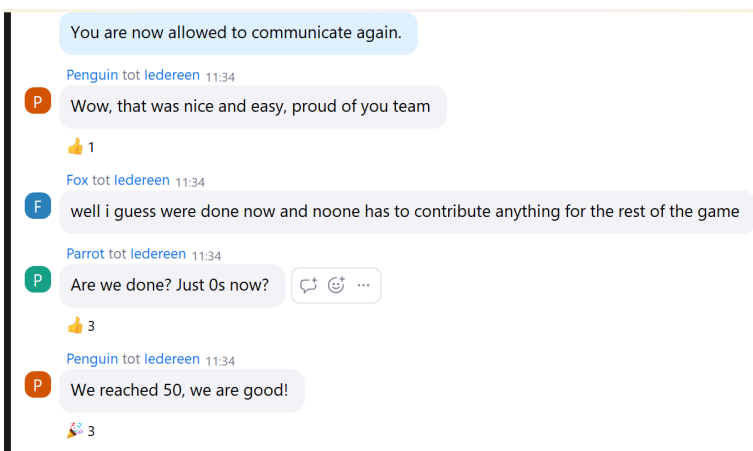 You are now allowed to communicate again.
Penguin tot Iedereen 11:34
P
Wow, that was nice and easy, proud of you team
👍 1
Fox tot Iedereen 11:34
F
well i guess were done now and noone has to contribute anything for the rest of the game
Parrot tot Iedereen 11:34
P
Are we done? Just 0s now?
👍 3
Penguin tot Iedereen 11:34
P
We reached 50, we are good!
🎉 3